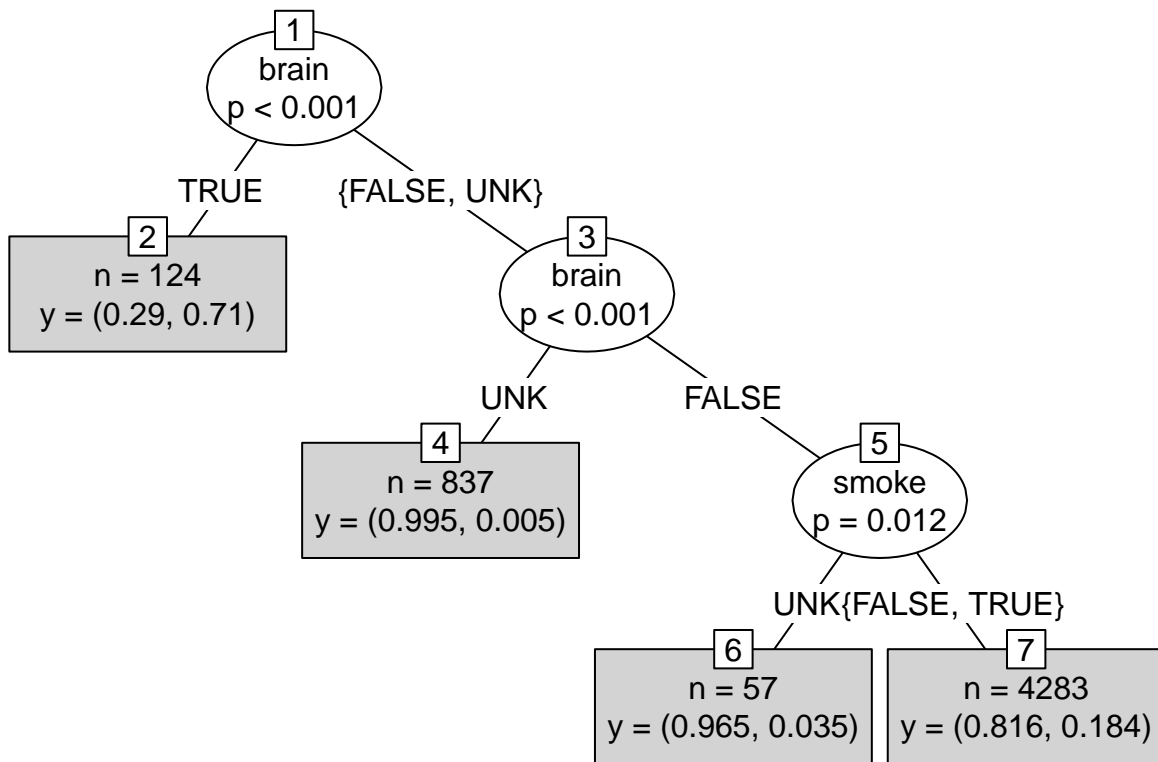 1
brain
p < 0.001
TRUE
{FALSE, UNK}
2
n = 124
y = (0.29, 0.71)
3
brain
p < 0.001
UNK
FALSE
4
n = 837
y = (0.995, 0.005)
5
smoke
p = 0.012
UNK
{FALSE, TRUE}
6
n = 57
y = (0.965, 0.035)
7
n = 4283
y = (0.816, 0.184)